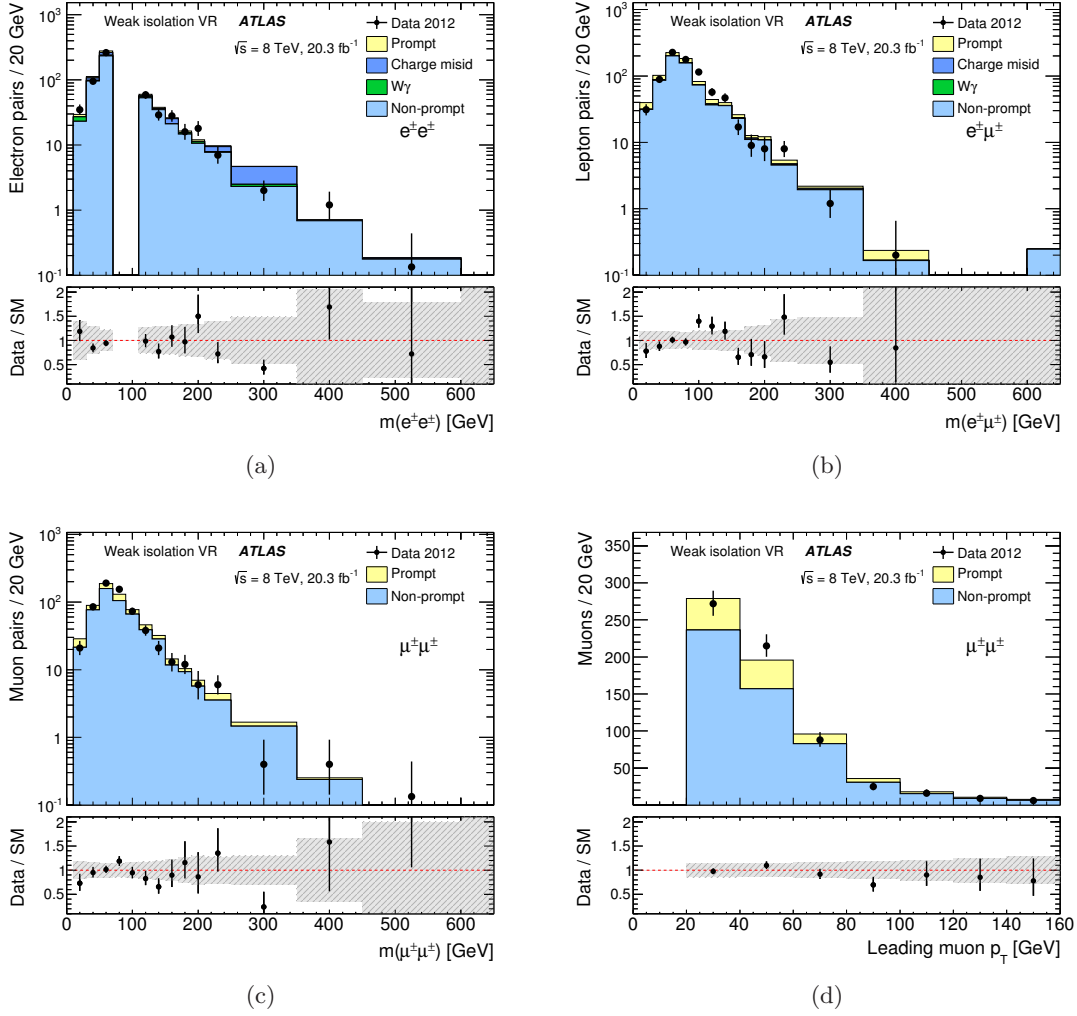 Weak isolation VR ATLAS
√s = 8 TeV, 20.3 fb⁻¹
Data 2012
Prompt
Charge misid
Wγ
Non-prompt
e±e±
Electron pairs / 20 GeV
10³
10²
10
1
10⁻¹
Data / SM
2
1.5
1
0.5
0 100 200 300 400 500 600
m(e±e±) [GeV]
(a)
Weak isolation VR ATLAS
√s = 8 TeV, 20.3 fb⁻¹
Data 2012
Prompt
Charge misid
Wγ
Non-prompt
e±μ±
Lepton pairs / 20 GeV
10³
10²
10
1
10⁻¹
Data / SM
2
1.5
1
0.5
0 100 200 300 400 500 600
m(e±μ±) [GeV]
(b)
Weak isolation VR ATLAS
√s = 8 TeV, 20.3 fb⁻¹
Data 2012
Prompt
Non-prompt
μ±μ±
Muon pairs / 20 GeV
10³
10²
10
1
10⁻¹
Data / SM
2
1.5
1
0.5
0 100 200 300 400 500 600
m(μ±μ±) [GeV]
(c)
Weak isolation VR ATLAS
√s = 8 TeV, 20.3 fb⁻¹
Data 2012
Prompt
Non-prompt
μ±μ±
Muons / 20 GeV
350
300
250
200
150
100
50
Data / SM
2
1.5
1
0.5
0 20 40 60 80 100 120 140 160
Leading muon p_T [GeV]
(d)